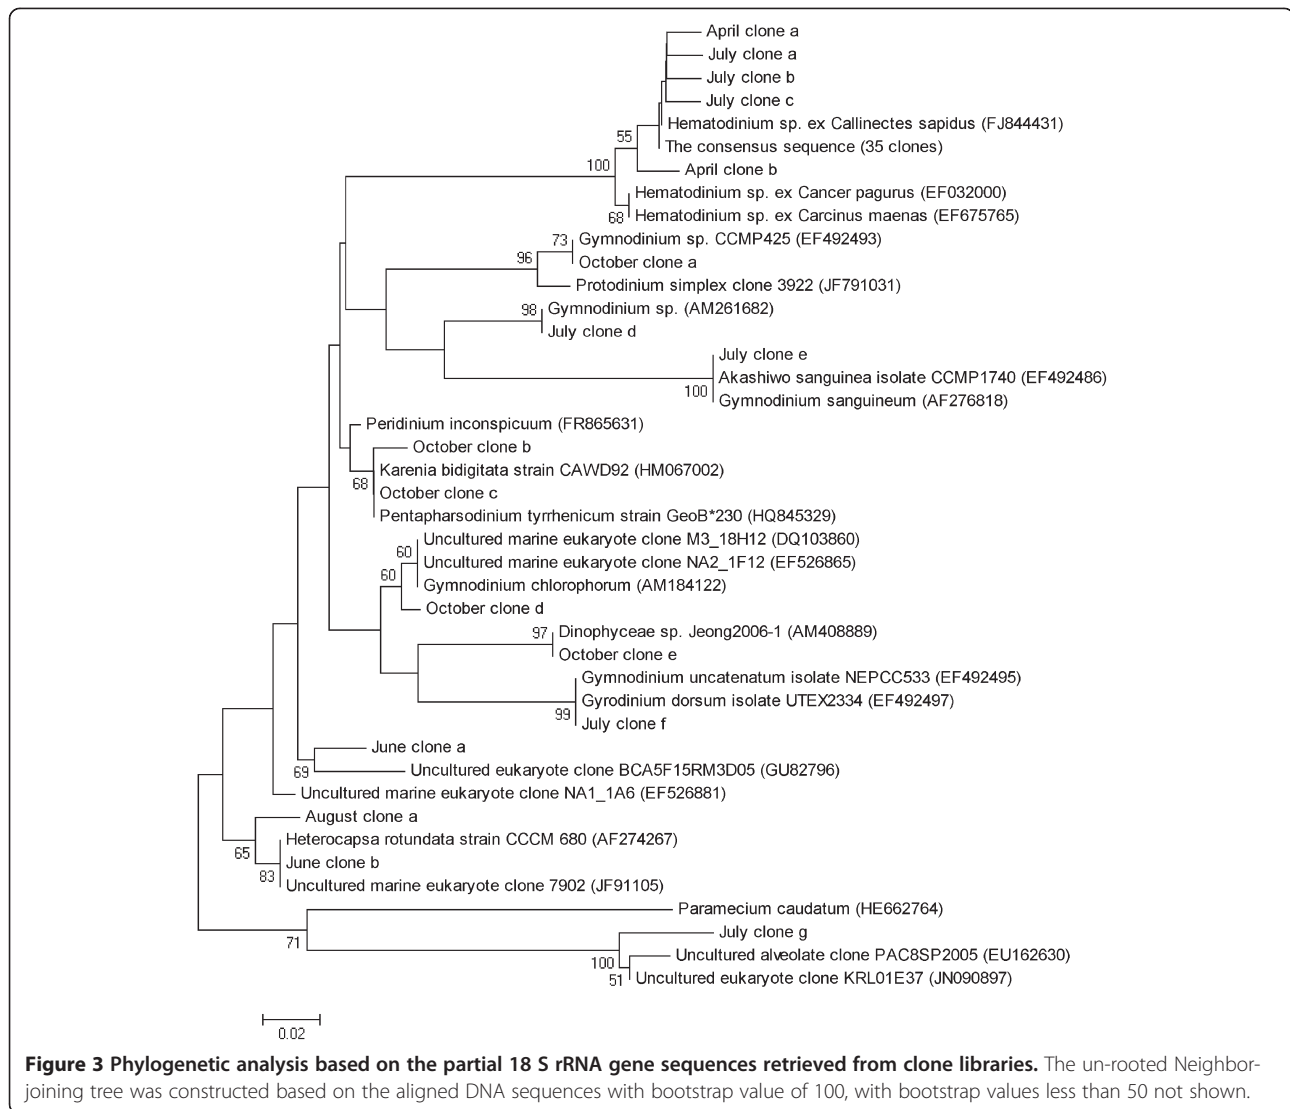 April clone a
July clone a
July clone b
July clone c
Hematodinium sp. ex Callinectes sapidus (FJ844431)
55
The consensus sequence (35 clones)
100
April clone b
Hematodinium sp. ex Cancer pagurus (EF032000)
68
Hematodinium sp. ex Carcinus maenas (EF675765)
73
Gymnodinium sp. CCMP425 (EF492493)
96
October clone a
Protodinium simplex clone 3922 (JF791031)
98
Gymnodinium sp. (AM261682)
July clone d
July clone e
Akashiwo sanguinea isolate CCMP1740 (EF492486)
100
Gymnodinium sanguineum (AF276818)
Peridinium inconspicuum (FR865631)
October clone b
Karenia bidigitata strain CAWD92 (HM067002)
68
October clone c
Pentapharsodinium tyrrhenicum strain GeoB*230 (HQ845329)
Uncultured marine eukaryote clone M3_18H12 (DQ103860)
60
Uncultured marine eukaryote clone NA2_1F12 (EF526865)
60
Gymnodinium chlorophorum (AM184122)
October clone d
97
Dinophyceae sp. Jeong2006-1 (AM408889)
October clone e
Gymnodinium uncatenatum isolate NEPCC533 (EF492495)
Gyrodinium dorsum isolate UTEX2334 (EF492497)
99
July clone f
June clone a
69
Uncultured eukaryote clone BCA5F15RM3D05 (GU82796)
Uncultured marine eukaryote clone NA1_1A6 (EF526881)
August clone a
Heterocapsa rotundata strain CCCM 680 (AF274267)
65
June clone b
83
Uncultured marine eukaryote clone 7902 (JF91105)
Paramecium caudatum (HE662764)
71
July clone g
Uncultured alveolate clone PAC8SP2005 (EU162630)
100
51
Uncultured eukaryote clone KRL01E37 (JN090897)
0.02
Figure 3 Phylogenetic analysis based on the partial 18 S rRNA gene sequences retrieved from clone libraries. The un-rooted Neighbor-
joining tree was constructed based on the aligned DNA sequences with bootstrap value of 100, with bootstrap values less than 50 not shown.